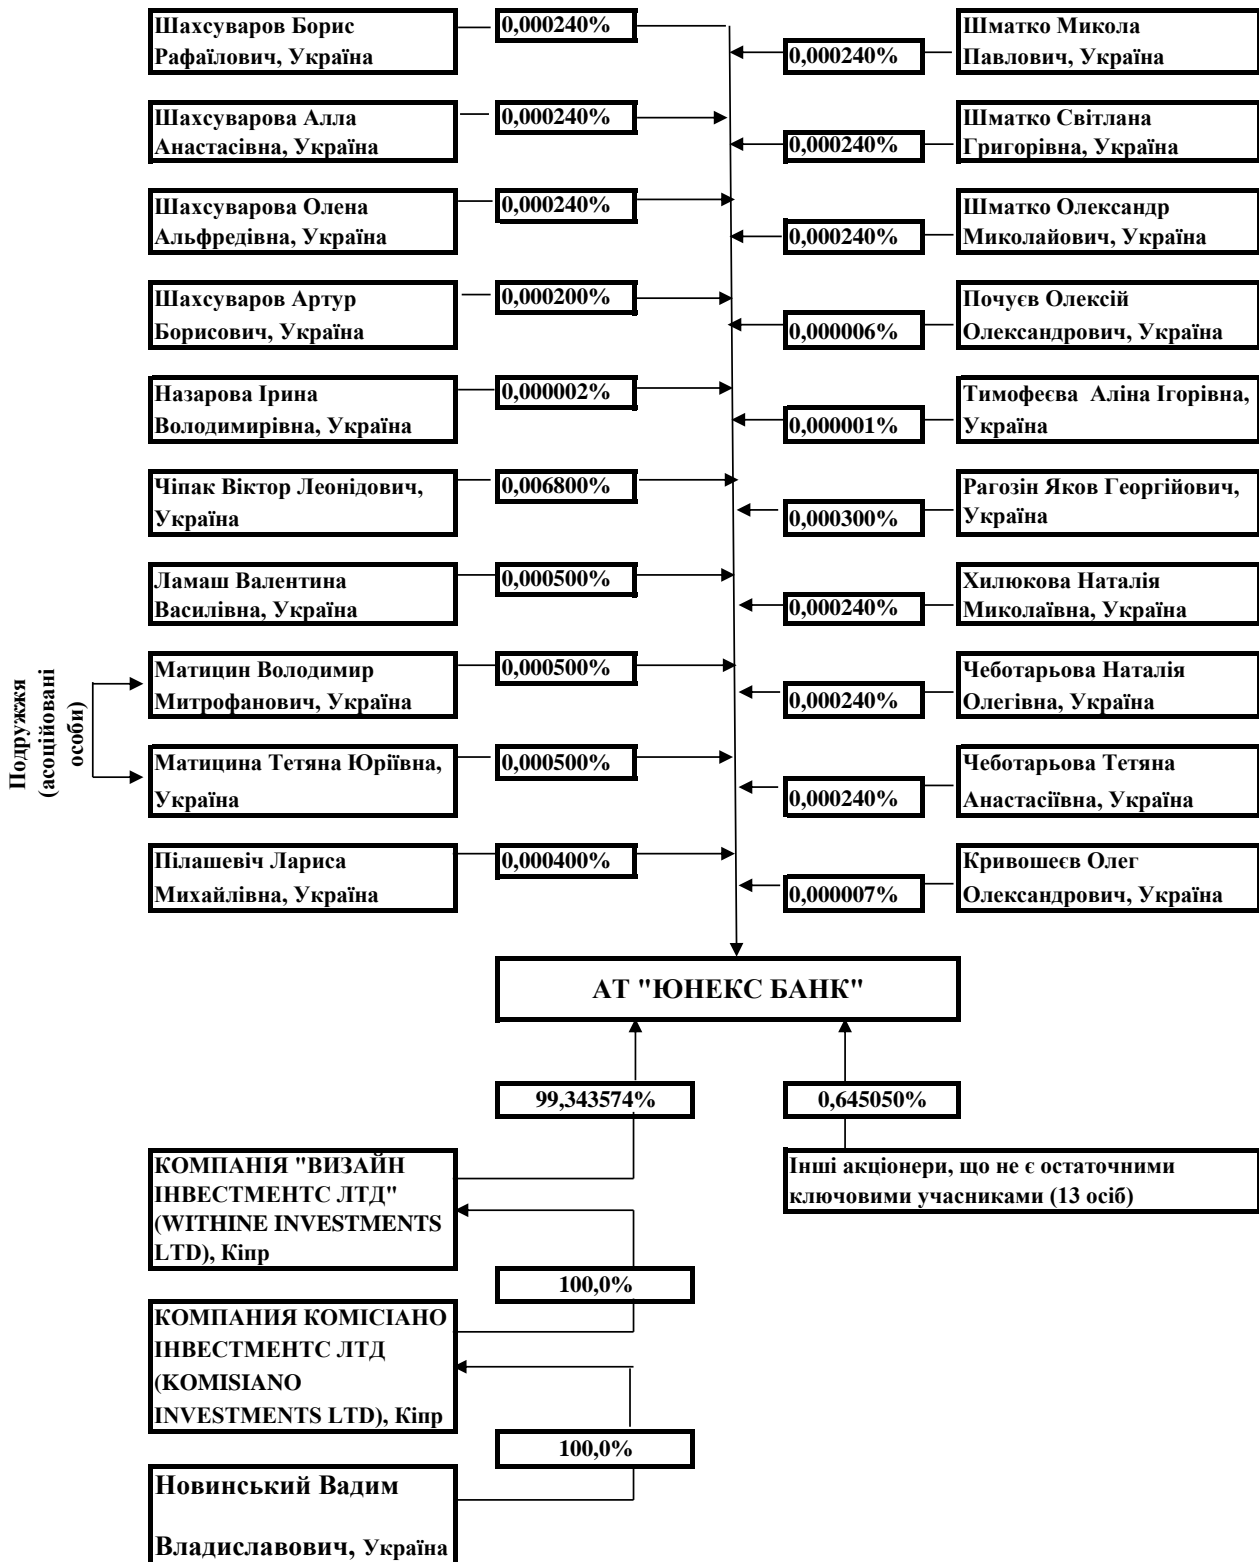 Шахсуваров Борис
Рафаїлович, Україна
0,000240%
Шматко Микола
Павлович, Україна
0,000240%
Шахсуварова Алла
Анастасівна, Україна
0,000240%
Шматко Світлана
Григорівна, Україна
0,000240%
Шахсуварова Олена
Альфредівна, Україна
0,000240%
Шматко Олександр
Миколайович, Україна
0,000240%
Шахсуваров Артур
Борисович, Україна
0,000200%
Почуєв Олексій
Олександрович, Україна
0,000006%
Назарова Ірина
Володимирівна, Україна
0,000002%
Тимофеєва Аліна Ігорівна,
Україна
0,000001%
Чіпак Віктор Леонідович,
Україна
0,006800%
Рагозін Яков Георгійович,
Україна
0,000300%
Ламаш Валентина
Василівна, Україна
0,000500%
Хилюкова Наталія
Миколаївна, Україна
0,000240%
Подружжя
(асоційовані
особи)
Матицин Володимир
Митрофанович, Україна
0,000500%
Чеботарьова Наталія
Олегівна, Україна
0,000240%
Матицина Тетяна Юріївна,
Україна
0,000500%
Чеботарьова Тетяна
Анастасіївна, Україна
0,000240%
Пілашевіч Лариса
Михайлівна, Україна
0,000400%
Кривошеєв Олег
Олександрович, Україна
0,000007%
АТ "ЮНЕКС БАНК"
99,343574%
0,645050%
КОМПАНІЯ "ВИЗАЙН
ІНВЕСТМЕНТС ЛТД"
(WITHINE INVESTMENTS
LTD), Кіпр
Інші акціонери, що не є остаточними
ключовими учасниками (13 осіб)
100,0%
КОМПАНИЯ КОМІСІАНО
ІНВЕСТМЕНТС ЛТД
(KOMISIANO
INVESTMENTS LTD), Кіпр
100,0%
Новинський Вадим
Владиславович, Україна